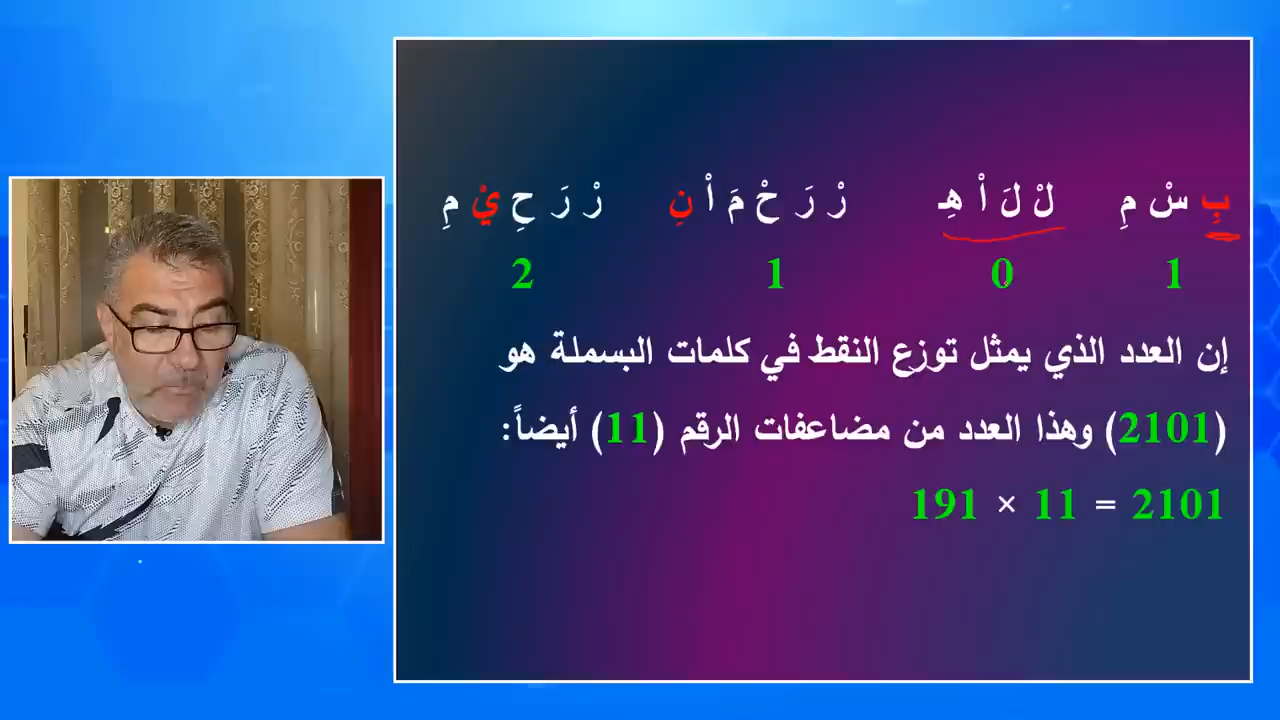 بِ سْ مِ لْ لَ اْ هِ رْ رَ حْ مَ اْ نِ رْ رَ حِ يْ مِ
1 0 1 2
إن العدد الذي يمثل توزع النقط في كلمات البسملة هو
(2101) وهذا العدد من مضاعفات الرقم (11) أيضاً:
2101 = 11 × 191